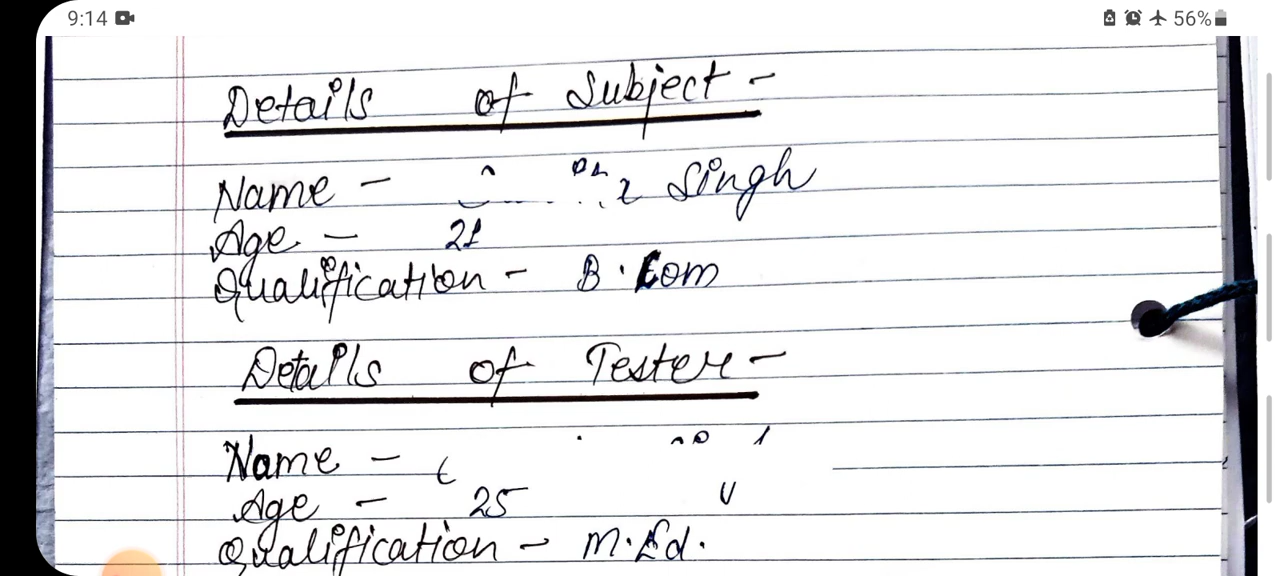 9:14 56%
Details of Subject -
Name - Singh
Age - 21
Qualification - B.Com
Details of Tester -
Name -
Age - 25
Qualification - M.Ed.